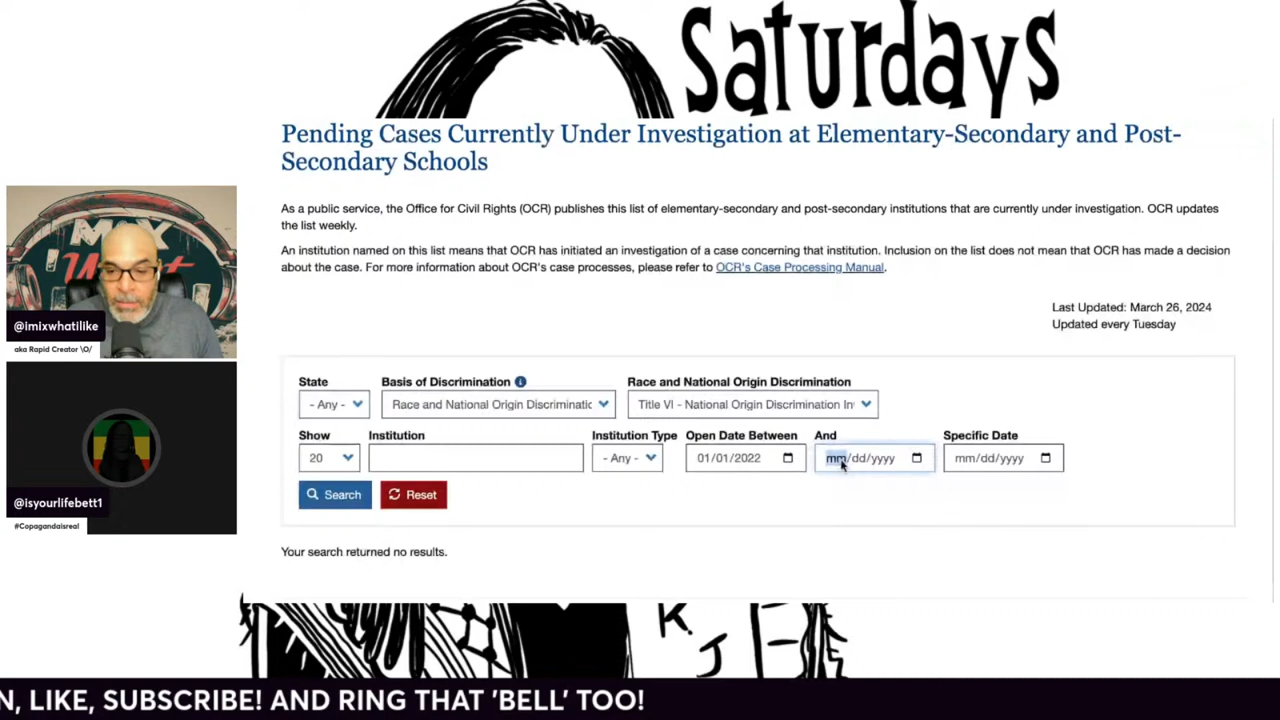 Saturdays
Pending Cases Currently Under Investigation at Elementary-Secondary and Post-
Secondary Schools
As a public service, the Office for Civil Rights (OCR) publishes this list of elementary-secondary and post-secondary institutions that are currently under investigation. OCR updates
the list weekly.
An institution named on this list means that OCR has initiated an investigation of a case concerning that institution. Inclusion on the list does not mean that OCR has made a decision
about the case. For more information about OCR's case processes, please refer to OCR's Case Processing Manual.
Last Updated: March 26, 2024
Updated every Tuesday
@imixwhatilike
aka Rapid Creator \O/
@isyourlifebett1
#Copagandaisreal
State Basis of Discrimination Race and National Origin Discrimination
- Any - Race and National Origin Discriminatic Title VI - National Origin Discrimination In
Show Institution Institution Type Open Date Between And Specific Date
20 - Any - 01/01/2022 mm/dd/yyyy mm/dd/yyyy
Search Reset
Your search returned no results.
K.
J E
N, LIKE, SUBSCRIBE! AND RING THAT 'BELL' TOO!